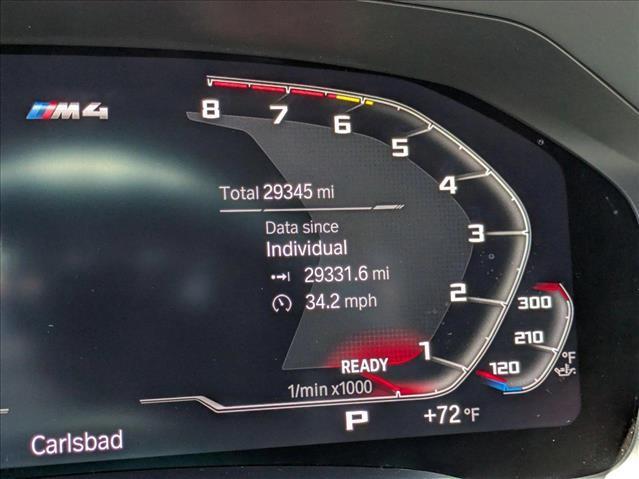 M4
8
7
6
5
4
3
2
1
Total 29345 mi
Data since
Individual
29331.6 mi
34.2 mph
READY
1/min x1000
300
210
120
°F
P
+72 °F
Carlsbad